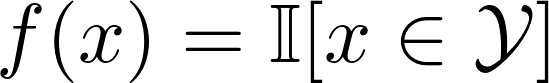 f(x) = 𝕀[x ∈ 𝒴]